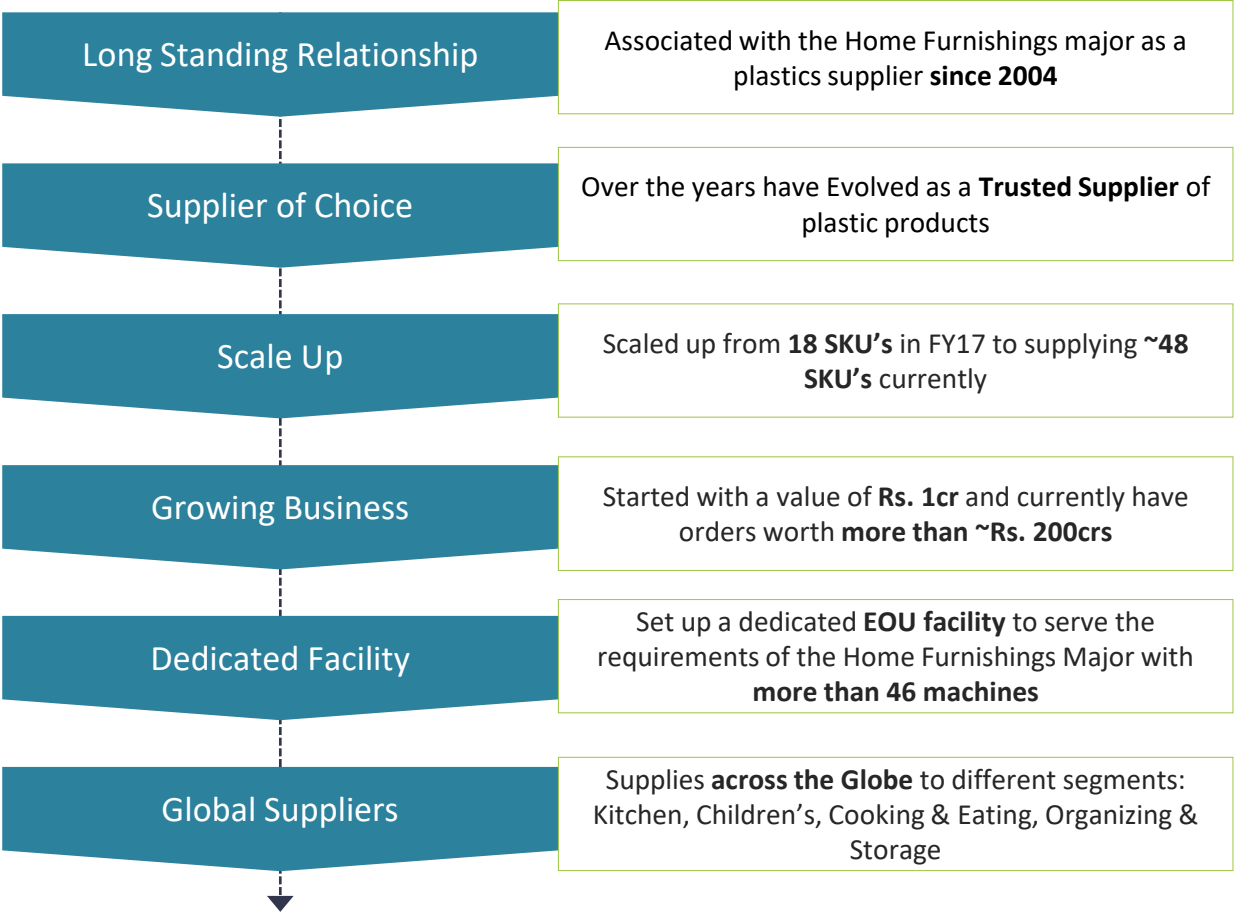 Long Standing Relationship
Associated with the Home Furnishings major as a
plastics supplier since 2004
Supplier of Choice
Over the years have Evolved as a Trusted Supplier of
plastic products
Scale Up
Scaled up from 18 SKU’s in FY17 to supplying ~48
SKU’s currently
Growing Business
Started with a value of Rs. 1cr and currently have
orders worth more than ~Rs. 200crs
Dedicated Facility
Set up a dedicated EOU facility to serve the
requirements of the Home Furnishings Major with
more than 46 machines
Global Suppliers
Supplies across the Globe to different segments:
Kitchen, Children’s, Cooking & Eating, Organizing &
Storage